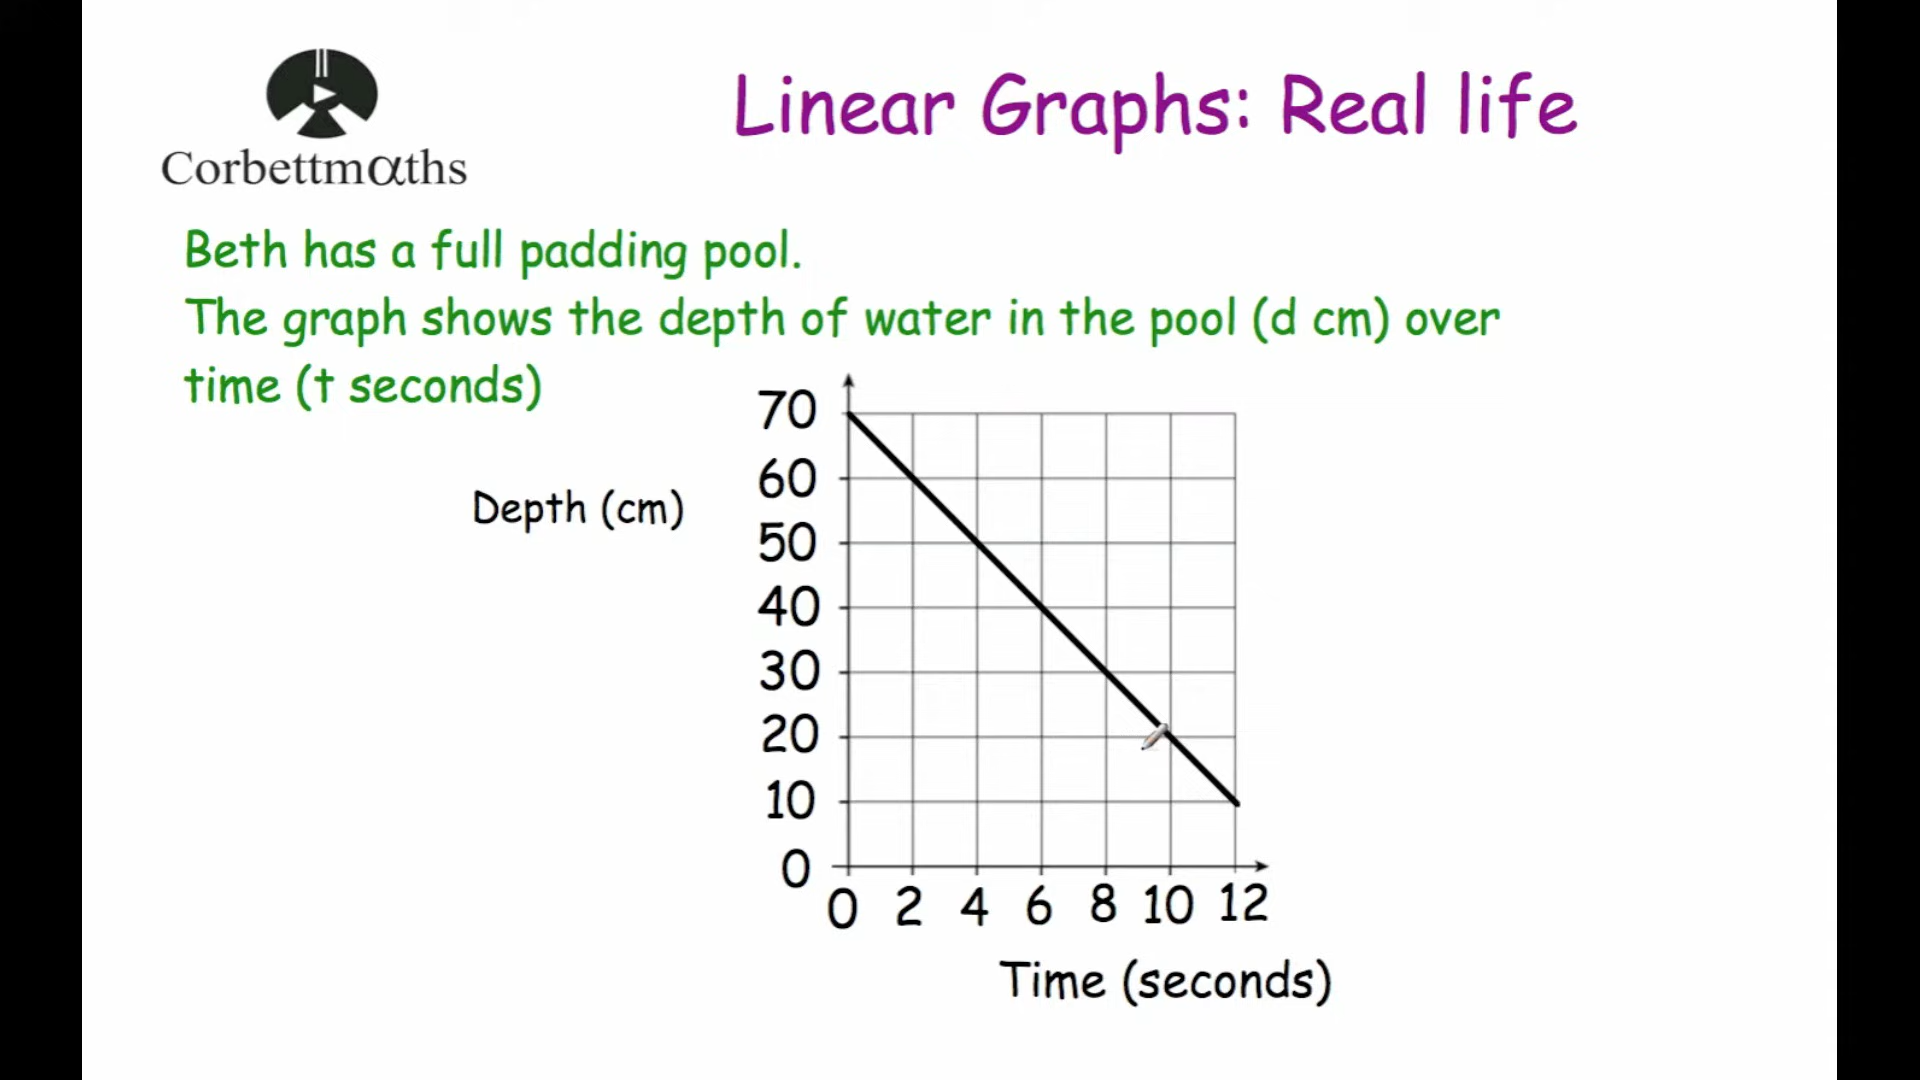 Corbettmαths
Linear Graphs: Real life
Beth has a full padding pool.
The graph shows the depth of water in the pool (d cm) over
time (t seconds)
Depth (cm)
70
60
50
40
30
20
10
0
0 2 4 6 8 10 12
Time (seconds)